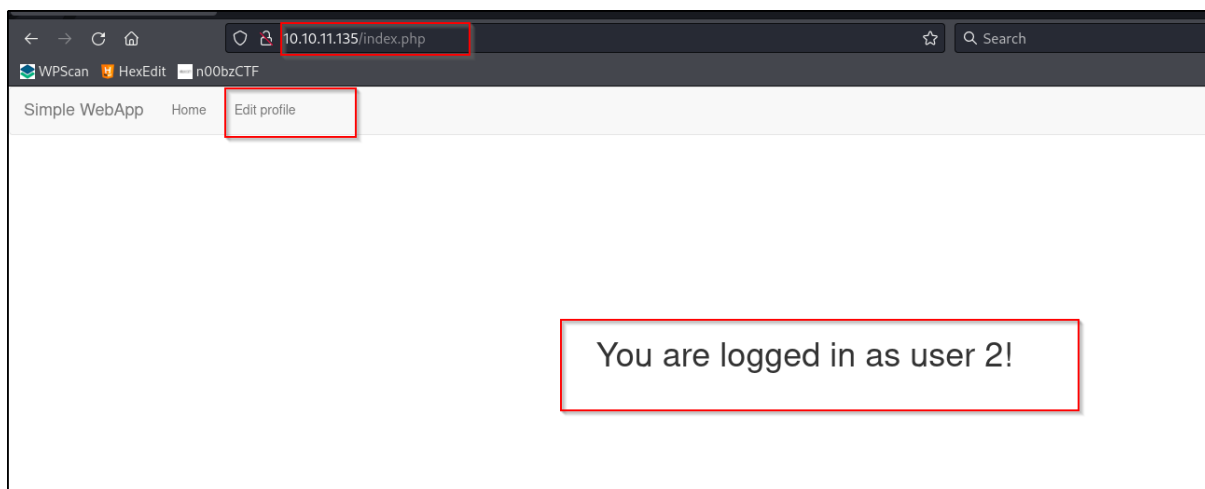 10.10.11.135/index.php
Search
WPScan HexEdit n00bzCTF
Simple WebApp Home Edit profile
You are logged in as user 2!